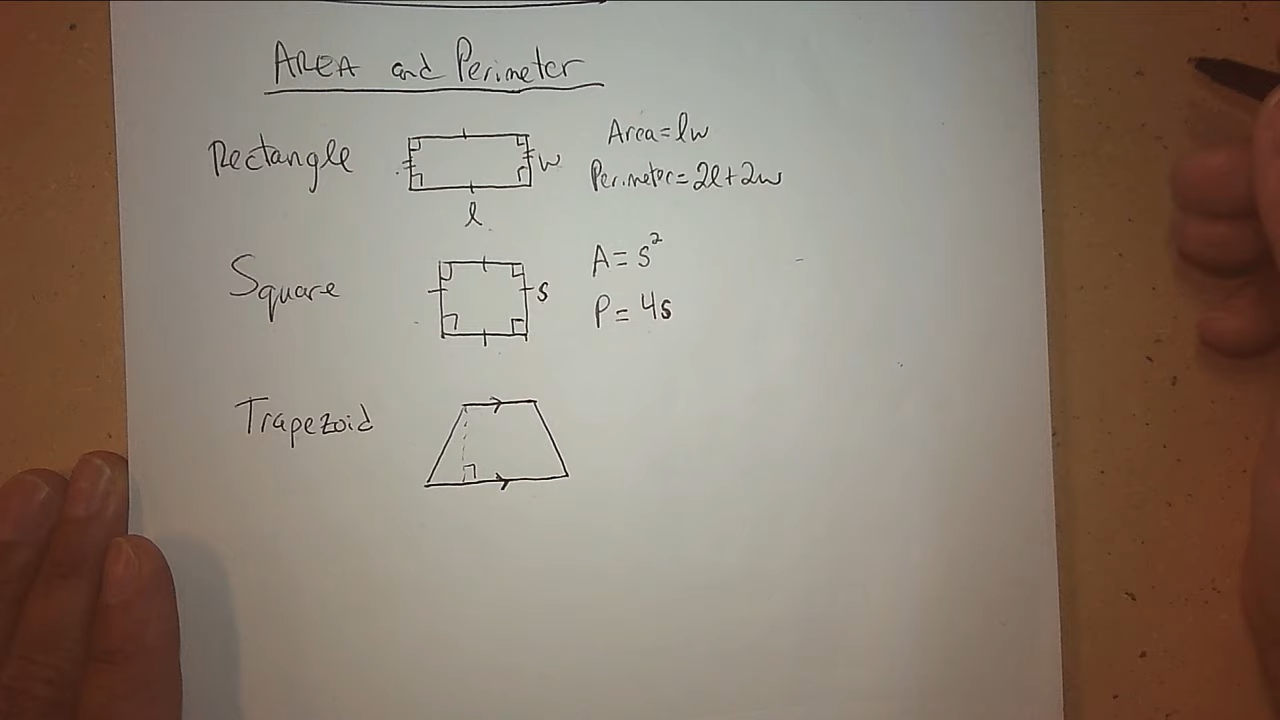 AREA and Perimeter
Rectangle
w
l
Area = lw
Perimeter = 2l + 2w
Square
s
A = s²
P = 4s
Trapezoid